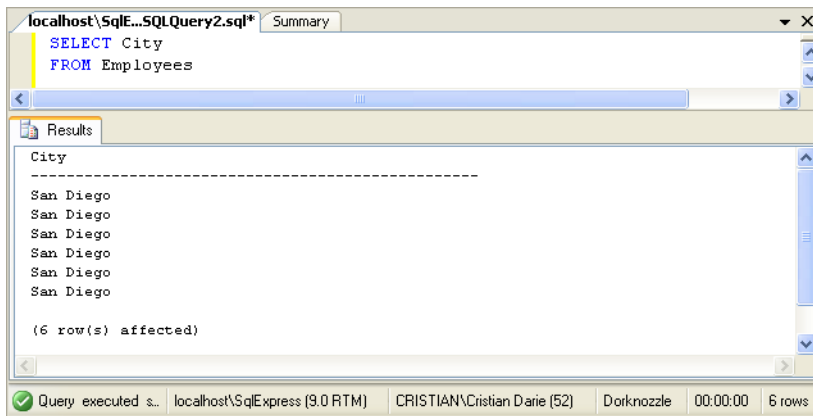 localhost\SqlE...SQLQuery2.sql* Summary
SELECT City
FROM Employees
Results
City
--------------------------------------------------
San Diego
San Diego
San Diego
San Diego
San Diego
San Diego
(6 row(s) affected)
Query executed s... localhost\SqlExpress (9.0 RTM) CRISTIAN\Cristian Darie (52) Dorknozzle 00:00:00 6 rows